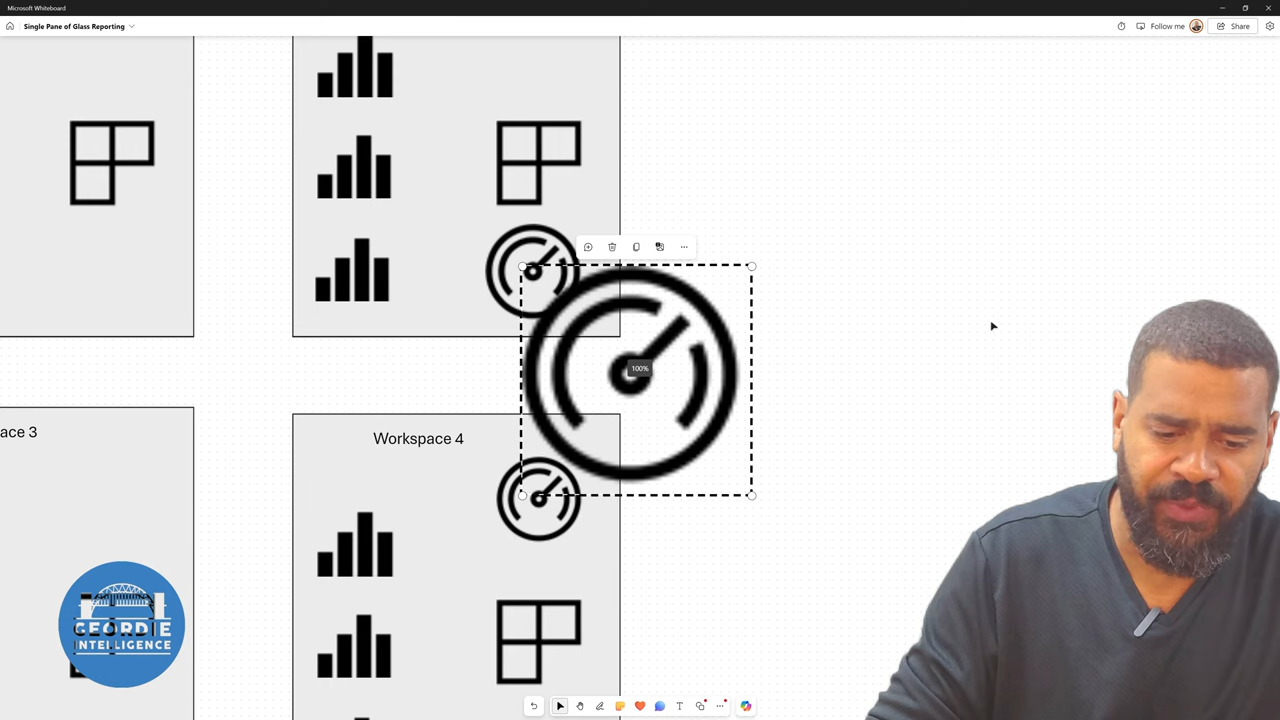 Microsoft Whiteboard
Single Pane of Glass Reporting
Follow me
Share
100%
ace 3
Workspace 4
GEORDIE
INTELLIGENCE